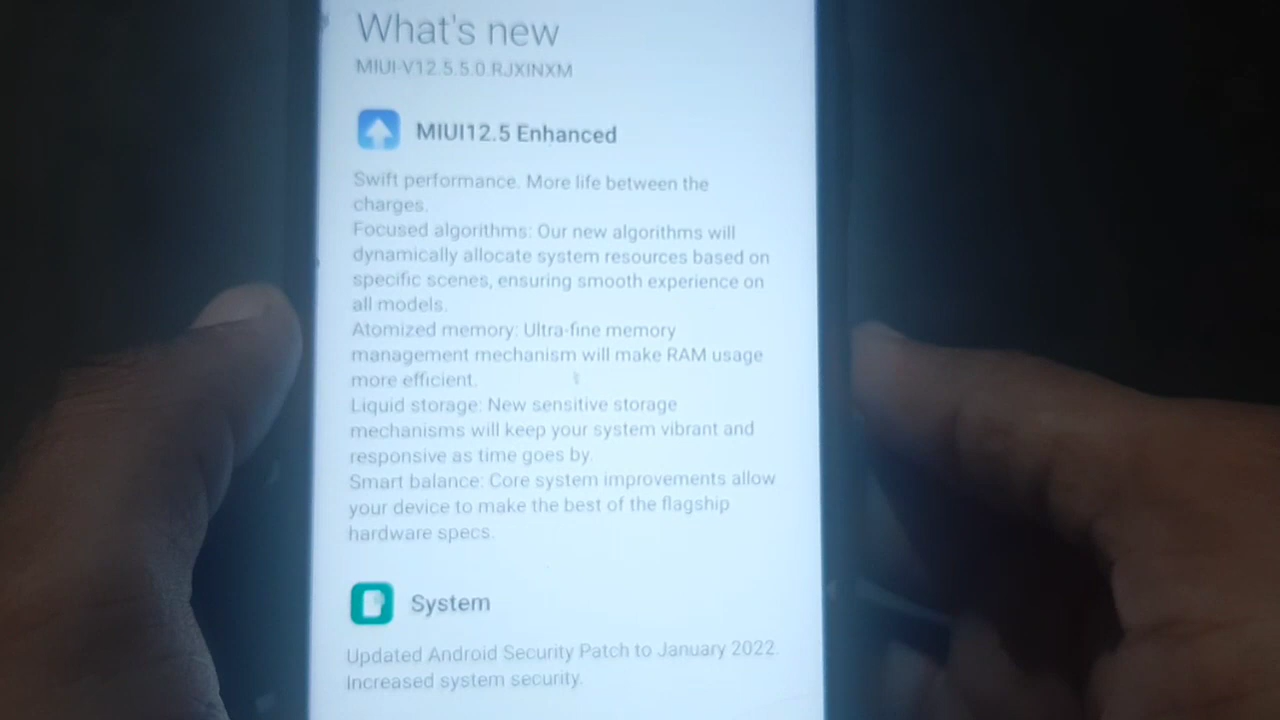 What's new
MIUI-V12.5.5.0.RJXINXM
MIUI12.5 Enhanced
Swift performance. More life between the
charges.
Focused algorithms: Our new algorithms will
dynamically allocate system resources based on
specific scenes, ensuring smooth experience on
all models.
Atomized memory: Ultra-fine memory
management mechanism will make RAM usage
more efficient.
Liquid storage: New sensitive storage
mechanisms will keep your system vibrant and
responsive as time goes by.
Smart balance: Core system improvements allow
your device to make the best of the flagship
hardware specs.
System
Updated Android Security Patch to January 2022.
Increased system security.